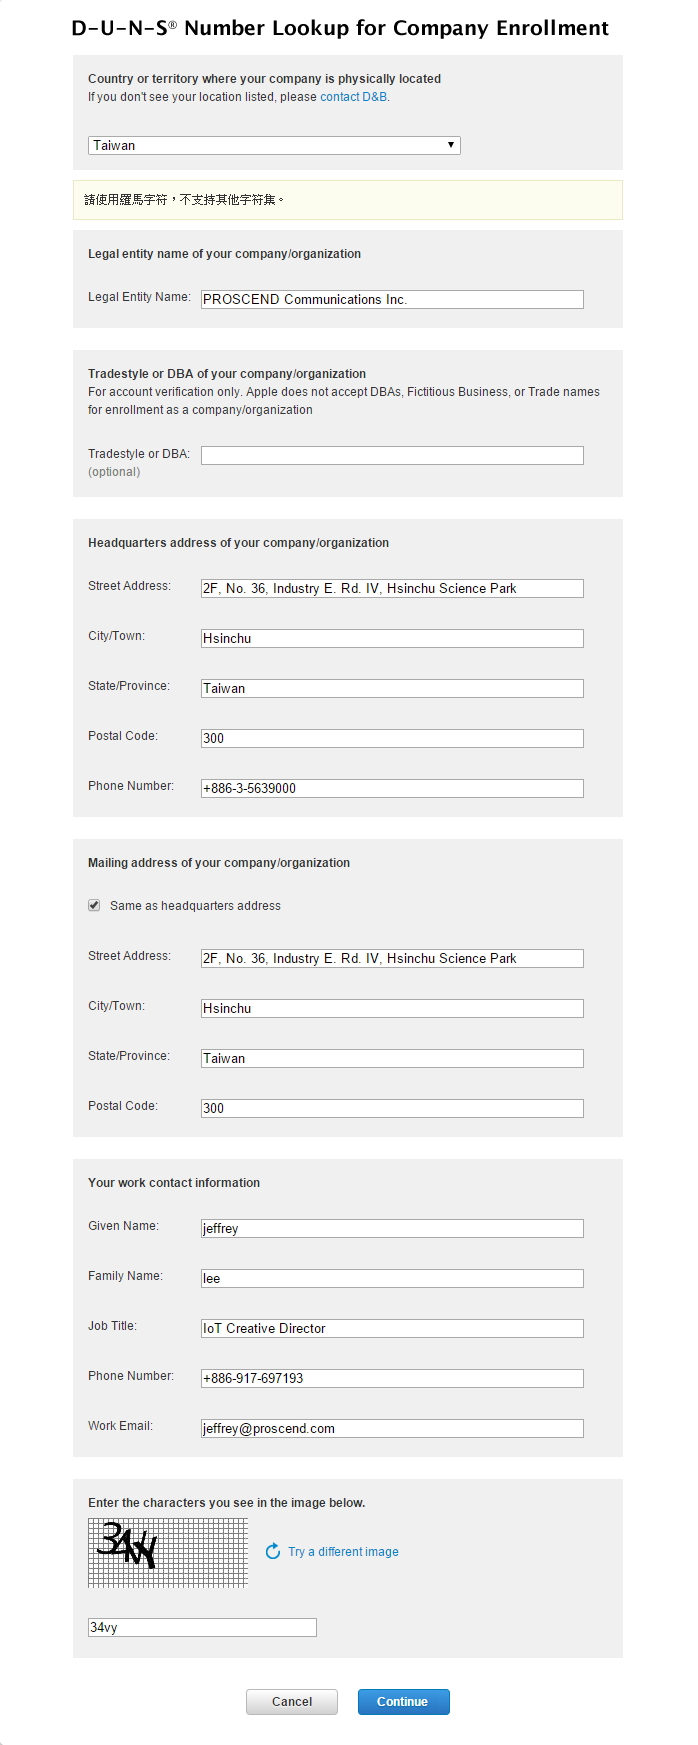 D-U-N-S® Number Lookup for Company Enrollment
Country or territory where your company is physically located
If you don't see your location listed, please contact D&B.
Taiwan
請使用羅馬字符，不支持其他字符集。
Legal entity name of your company/organization
Legal Entity Name: PROSCEND Communications Inc.
Tradestyle or DBA of your company/organization
For account verification only. Apple does not accept DBAs, Fictitious Business, or Trade names
for enrollment as a company/organization
Tradestyle or DBA:
(optional)
Headquarters address of your company/organization
Street Address: 2F, No. 36, Industry E. Rd. IV, Hsinchu Science Park
City/Town: Hsinchu
State/Province: Taiwan
Postal Code: 300
Phone Number: +886-3-5639000
Mailing address of your company/organization
Same as headquarters address
Street Address: 2F, No. 36, Industry E. Rd. IV, Hsinchu Science Park
City/Town: Hsinchu
State/Province: Taiwan
Postal Code: 300
Your work contact information
Given Name: jeffrey
Family Name: lee
Job Title: IoT Creative Director
Phone Number: +886-917-697193
Work Email: jeffrey@proscend.com
Enter the characters you see in the image below.
34VY
Try a different image
34vy
Cancel Continue